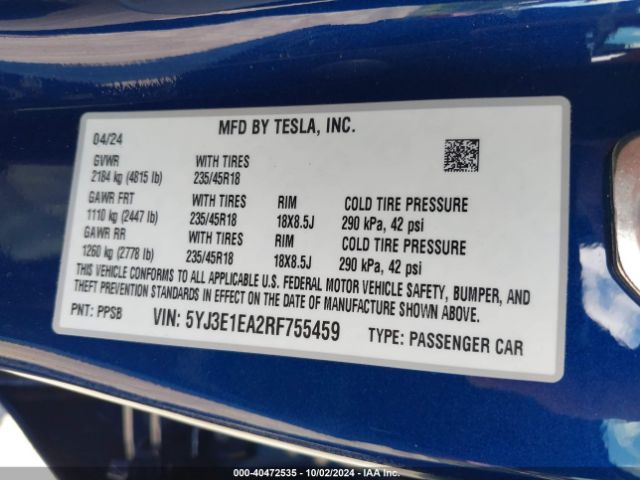 MFD BY TESLA, INC.
04/24
GVWR WITH TIRES
2184 kg (4815 lb) 235/45R18
GAWR FRT WITH TIRES RIM COLD TIRE PRESSURE
1110 kg (2447 lb) 235/45R18 18X8.5J 290 kPa, 42 psi
GAWR RR WITH TIRES RIM COLD TIRE PRESSURE
1260 kg (2778 lb) 235/45R18 18X8.5J 290 kPa, 42 psi
THIS VEHICLE CONFORMS TO ALL APPLICABLE U.S. FEDERAL MOTOR VEHICLE SAFETY, BUMPER, AND
THEFT PREVENTION STANDARDS IN EFFECT ON THE DATE OF MANUFACTURE SHOWN ABOVE.
PNT: PPSB VIN: 5YJ3E1EA2RF755459 TYPE: PASSENGER CAR
000-40472535 - 10/02/2024 - IAA Inc.